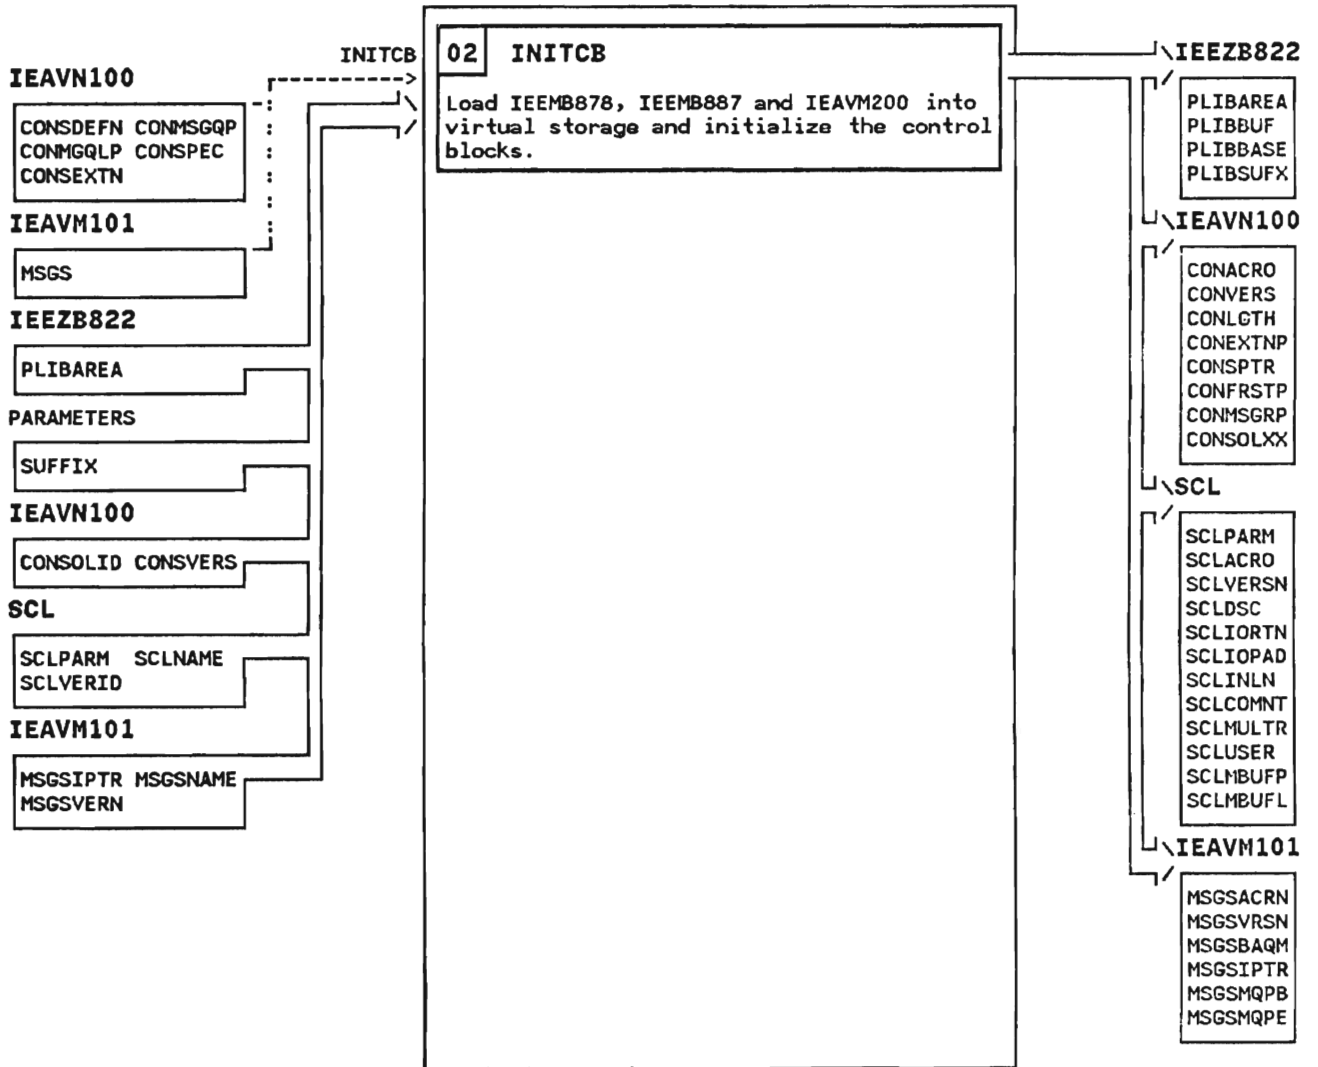 IEAVN100
CONSDEFN CONMSGQP
CONMGQLP CONSPEC
CONSEXTN
IEAVM101
MSGS
IEEZB822
PLIBAREA
PARAMETERS
SUFFIX
IEAVN100
CONSOLID CONSVERS
SCL
SCLPARM SCLNAME
SCLVERID
IEAVM101
MSGSIPTR MSGSNAME
MSGSVERN
INITCB
02 INITCB
Load IEEMB878, IEEMB887 and IEAVM200 into
virtual storage and initialize the control
blocks.
IEEZB822
PLIBAREA
PLIBBUF
PLIBBASE
PLIBSUFX
IEAVN100
CONACRO
CONVERS
CONLGTH
CONEXTNP
CONSPTR
CONFRSTP
CONMSGRP
CONSOLXX
SCL
SCLPARM
SCLACRO
SCLVERSN
SCLDSC
SCLIORTN
SCLIOPAD
SCLINLN
SCLCOMNT
SCLMULTR
SCLUSER
SCLMBUFP
SCLMBUFL
IEAVM101
MSGSACRN
MSGSVRSN
MSGSBAQM
MSGSIPTR
MSGSMQPB
MSGSMQPE